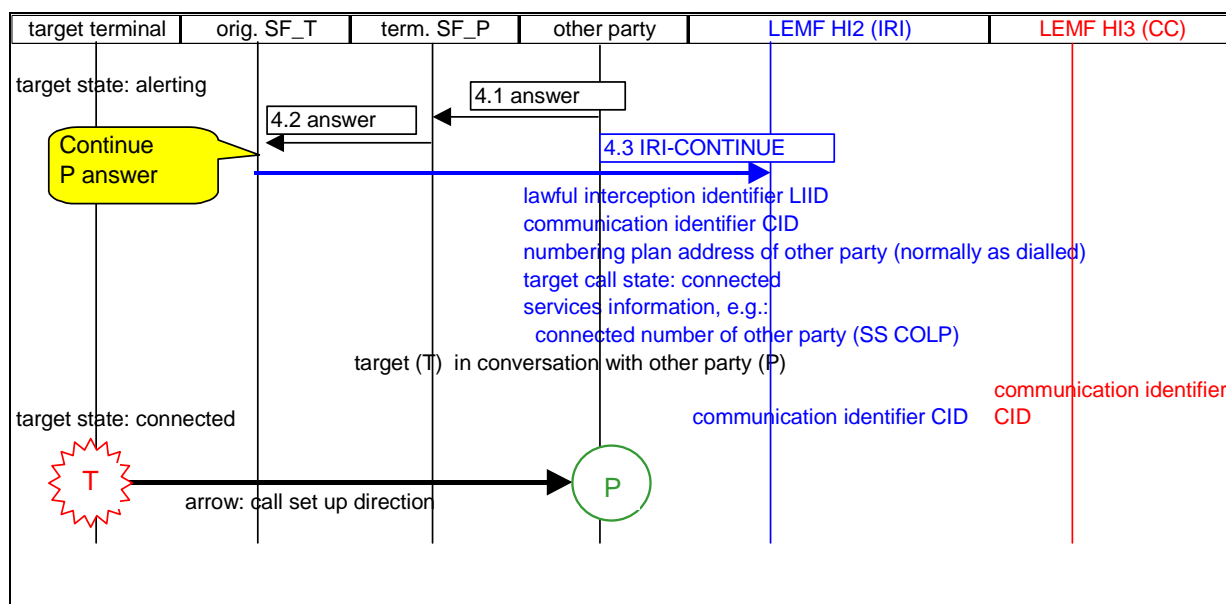 target terminal orig. SF_T term. SF_P other party LEMF HI2 (IRI) LEMF HI3 (CC)
target state: alerting
4.1 answer
4.2 answer
Continue
P answer
4.3 IRI-CONTINUE
lawful interception identifier LIID
communication identifier CID
numbering plan address of other party (normally as dialled)
target call state: connected
services information, e.g.:
connected number of other party (SS COLP)
target (T) in conversation with other party (P)
target state: connected
communication identifier CID
communication identifier
CID
T
P
arrow: call set up direction